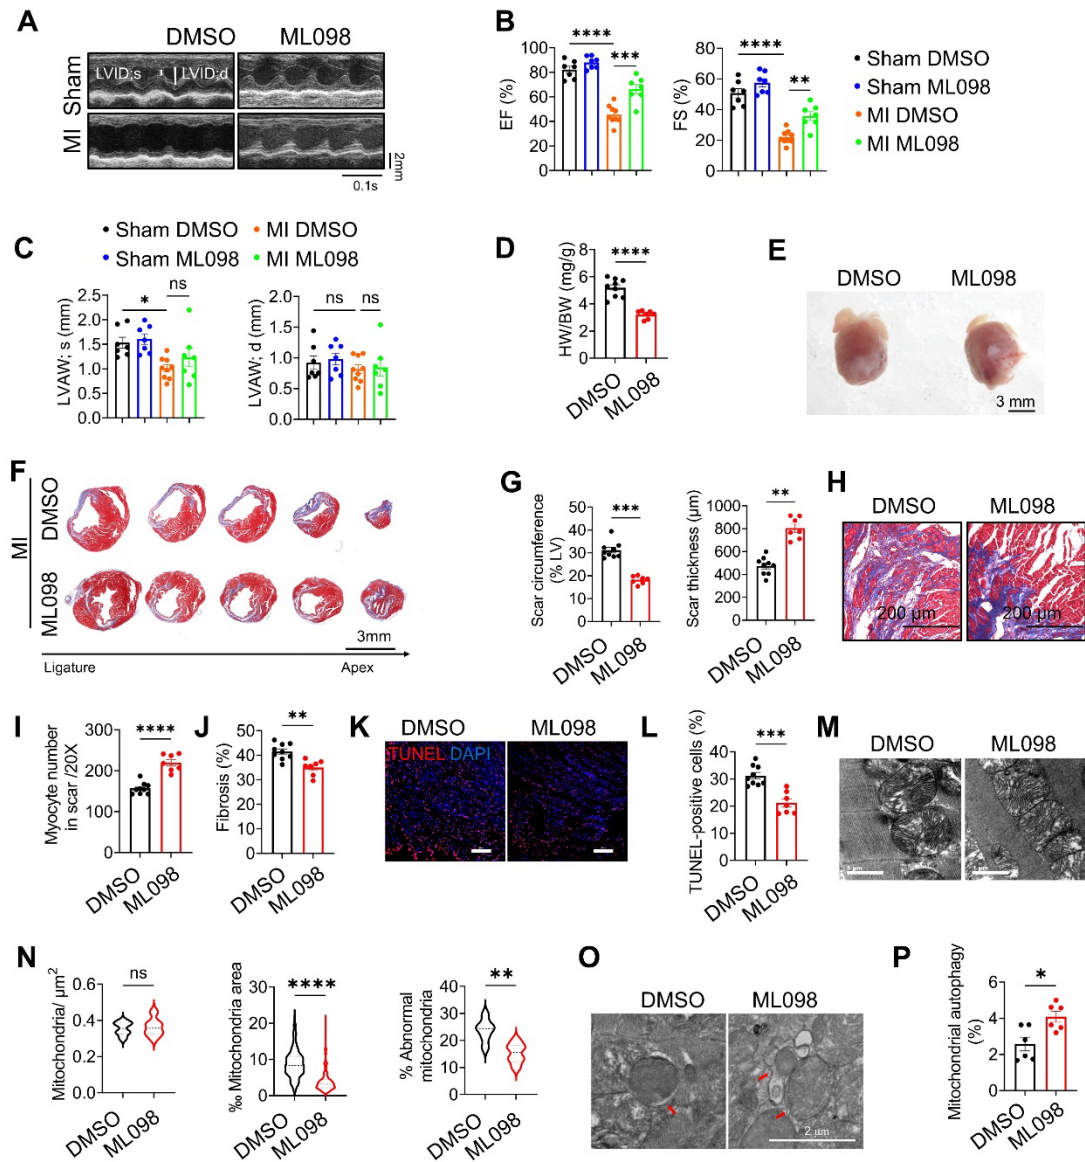 A
DMSO ML098
Sham
LVID;s LVID;d
MI
2mm
0.1s
B
EF (%)
100
80
60
40
20
0
****
***
FS (%)
80
60
40
20
0
****
**
Sham DMSO
Sham ML098
MI DMSO
MI ML098
C
Sham DMSO MI DMSO
Sham ML098 MI ML098
LVAW; s (mm)
2.5
2.0
1.5
1.0
0.5
0.0
*
ns
LVAW; d (mm)
2.0
1.5
1.0
0.5
0.0
ns
ns
D
HW/BW (mg/g)
8
6
4
2
0
****
DMSO
ML098
E
DMSO ML098
3 mm
F
MI
DMSO
ML098
3mm
Ligature Apex
G
Scar circumference
(% LV)
50
40
30
20
10
0
***
DMSO
ML098
Scar thickness (µm)
1000
800
600
400
200
0
**
DMSO
ML098
H
DMSO ML098
200 µm 200 µm
I
Myocyte number
in scar /20X
300
200
100
0
****
DMSO
ML098
J
Fibrosis (%)
50
40
30
20
10
0
**
DMSO
ML098
K
DMSO ML098
TUNEL DAPI
L
TUNEL-positive cells (%)
40
30
20
10
0
***
DMSO
ML098
M
DMSO ML098
N
Mitochondria/ µm²
0.6
0.4
0.2
0.0
ns
DMSO
ML098
‰ Mitochondria area
30
20
10
0
****
DMSO
ML098
% Abnormal
mitochondria
40
30
20
10
0
**
DMSO
ML098
O
DMSO ML098
2 µm
P
Mitochondrial autophagy
(%)
6
4
2
0
*
DMSO
ML098